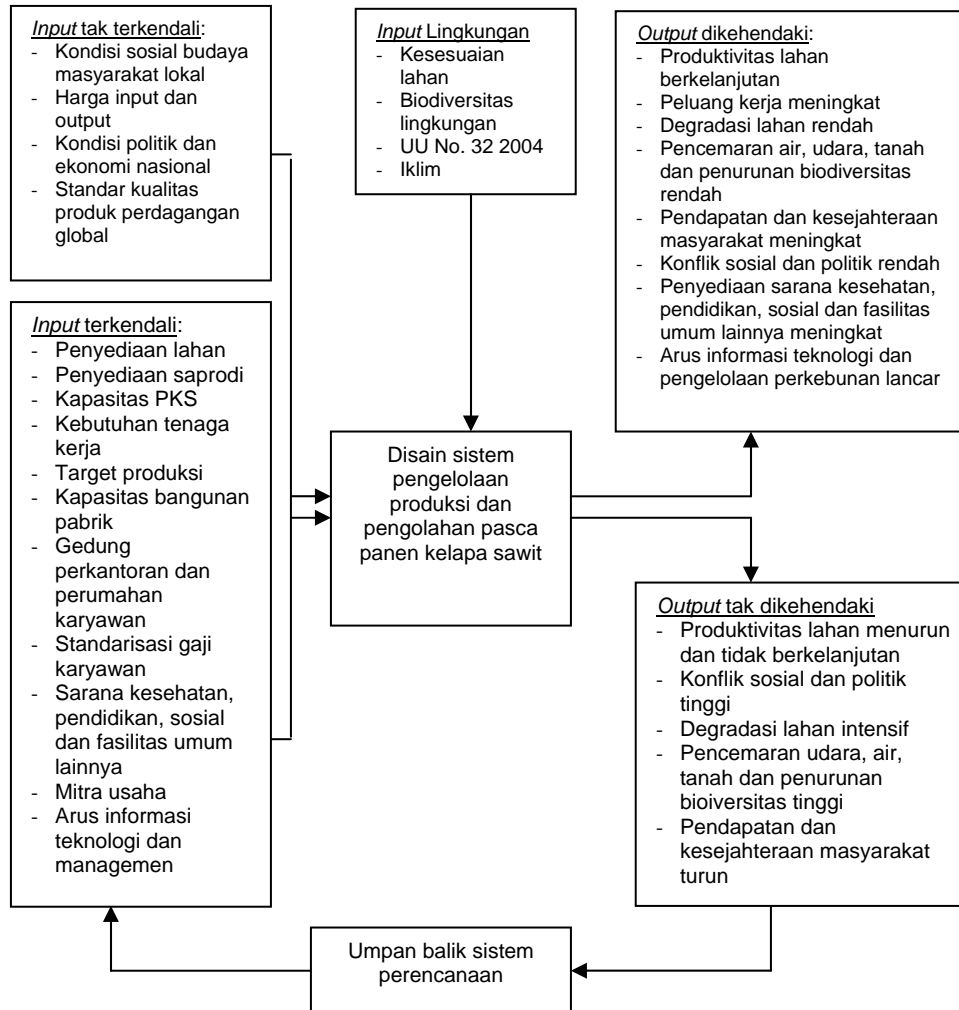 Input tak terkendali:
- Kondisi sosial budaya
masyarakat lokal
- Harga input dan
output
- Kondisi politik dan
ekonomi nasional
- Standar kualitas
produk perdagangan
global
Input Lingkungan
- Kesesuaian
lahan
- Biodiversitas
lingkungan
- UU No. 32 2004
- Iklim
Output dikehendaki:
- Produktivitas lahan
berkelanjutan
- Peluang kerja meningkat
- Degradasi lahan rendah
- Pencemaran air, udara, tanah
dan penurunan biodiversitas
rendah
- Pendapatan dan kesejahteraan
masyarakat meningkat
- Konflik sosial dan politik rendah
- Penyediaan sarana kesehatan,
pendidikan, sosial dan fasilitas
umum lainnya meningkat
- Arus informasi teknologi dan
pengelolaan perkebunan lancar
Input terkendali:
- Penyediaan lahan
- Penyediaan saprodi
- Kapasitas PKS
- Kebutuhan tenaga
kerja
- Target produksi
- Kapasitas bangunan
pabrik
- Gedung
perkantoran dan
perumahan
karyawan
- Standarisasi gaji
karyawan
- Sarana kesehatan,
pendidikan, sosial
dan fasilitas umum
lainnya
- Mitra usaha
- Arus informasi
teknologi dan
managemen
Disain sistem
pengelolaan
produksi dan
pengolahan pasca
panen kelapa sawit
Output tak dikehendaki
- Produktivitas lahan menurun
dan tidak berkelanjutan
- Konflik sosial dan politik
tinggi
- Degradasi lahan intensif
- Pencemaran udara, air,
tanah dan penurunan
bioiversitas tinggi
- Pendapatan dan
kesejahteraan masyarakat
turun
Umpan balik sistem
perencanaan